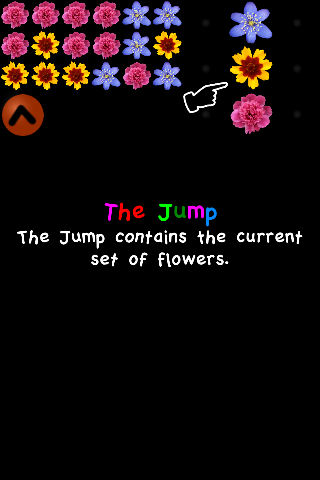 The Jump
The Jump contains the current
set of flowers.